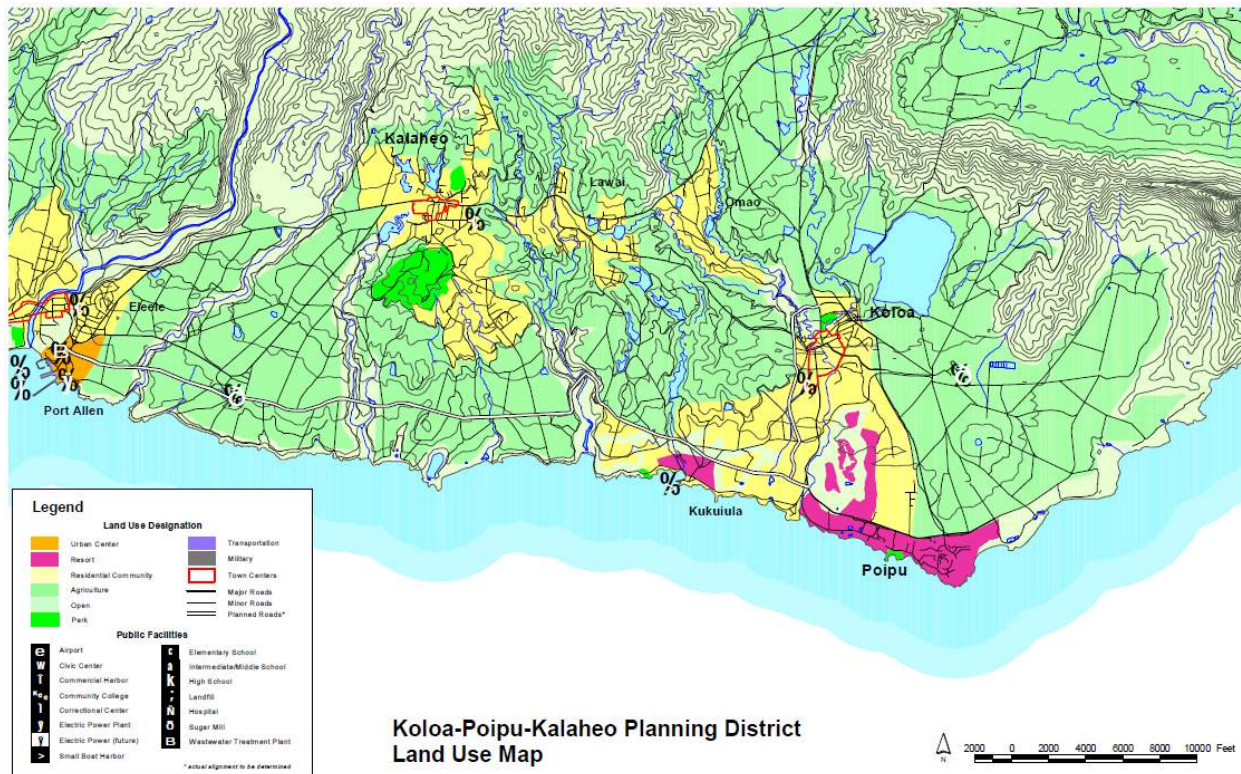 Kalaheo
Lawai
Omao
Eleele
Koloa
Port Allen
Kukuiula
Poipu
Legend
Land Use Designation
Urban Center
Resort
Residential Community
Agriculture
Open
Park
Transportation
Military
Town Centers
Major Roads
Minor Roads
Planned Roads*
Public Facilities
e Airport
w Civic Center
Commercial Harbor
Community College
Correctional Center
y Electric Power Plant
Electric Power (future)
> Small Boat Harbor
c Elementary School
a Intermediate/Middle School
k High School
Landfill
Ñ Hospital
Sugar Mill
B Wastewater Treatment Plant
* actual alignment to be determined
Koloa-Poipu-Kalaheo Planning District
Land Use Map
N
2000 0 2000 4000 6000 8000 10000 Feet